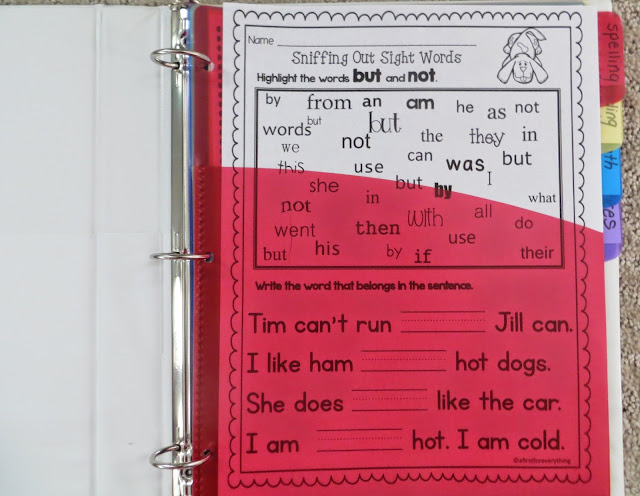 Name
Sniffing Out Sight Words
Highlight the words but and not.
by from an am he as not
words but but the they in
we not can was but
this use I
she in but by what
not with all
went then use do
but his by if their
Write the word that belongs in the sentence.
Tim can't run Jill can.
I like ham hot dogs.
She does like the car.
I am hot. I am cold.
©afirstforeverything
spelling